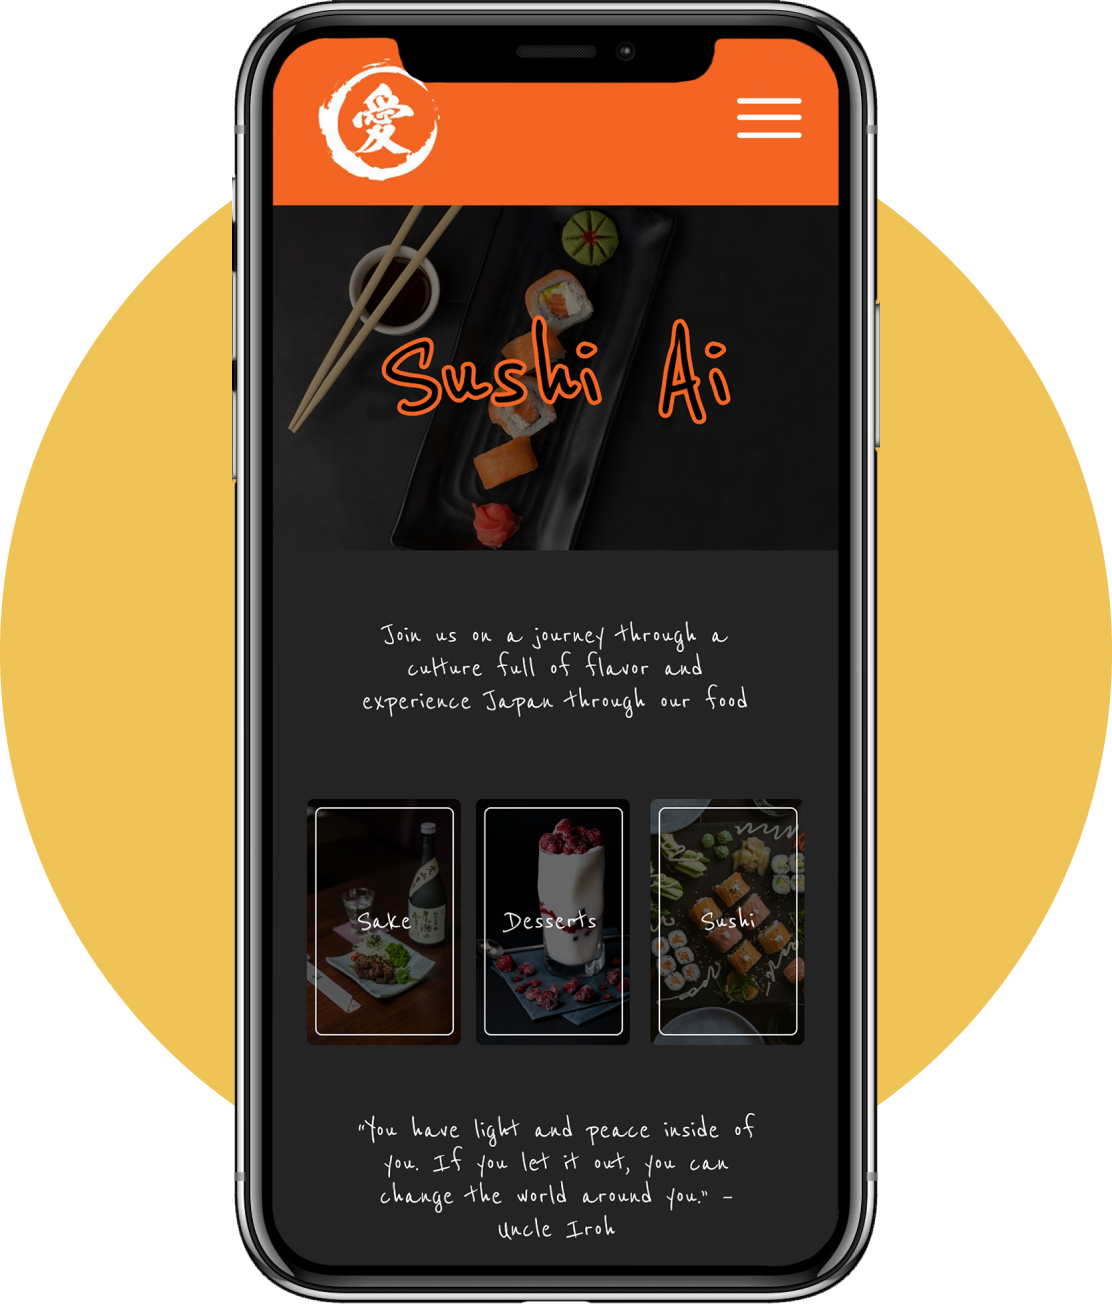 愛
Sushi Ai
Join us on a journey through a
culture full of flavor and
experience Japan through our food
Sake
Desserts
Sushi
"You have light and peace inside of
you. If you let it out, you can
change the world around you." -
Uncle Iroh